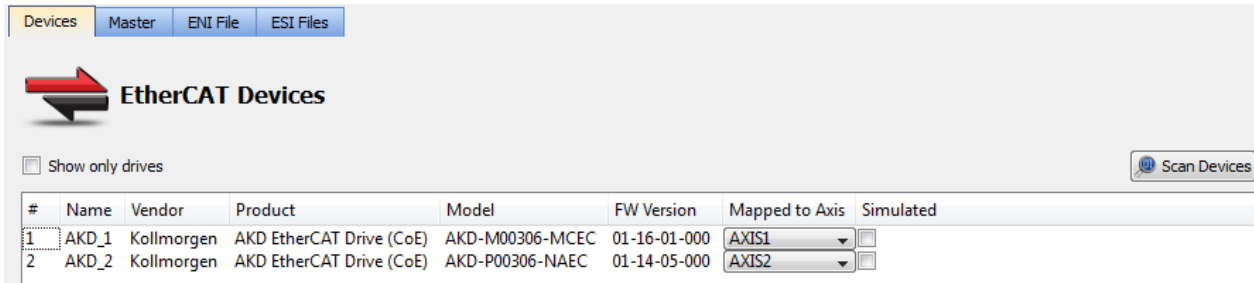 Devices Master ENI File ESI Files
EtherCAT Devices
Show only drives
Scan Devices
# Name Vendor Product Model FW Version Mapped to Axis Simulated
1 AKD_1 Kollmorgen AKD EtherCAT Drive (CoE) AKD-M00306-MCEC 01-16-01-000 AXIS1
2 AKD_2 Kollmorgen AKD EtherCAT Drive (CoE) AKD-P00306-NAEC 01-14-05-000 AXIS2